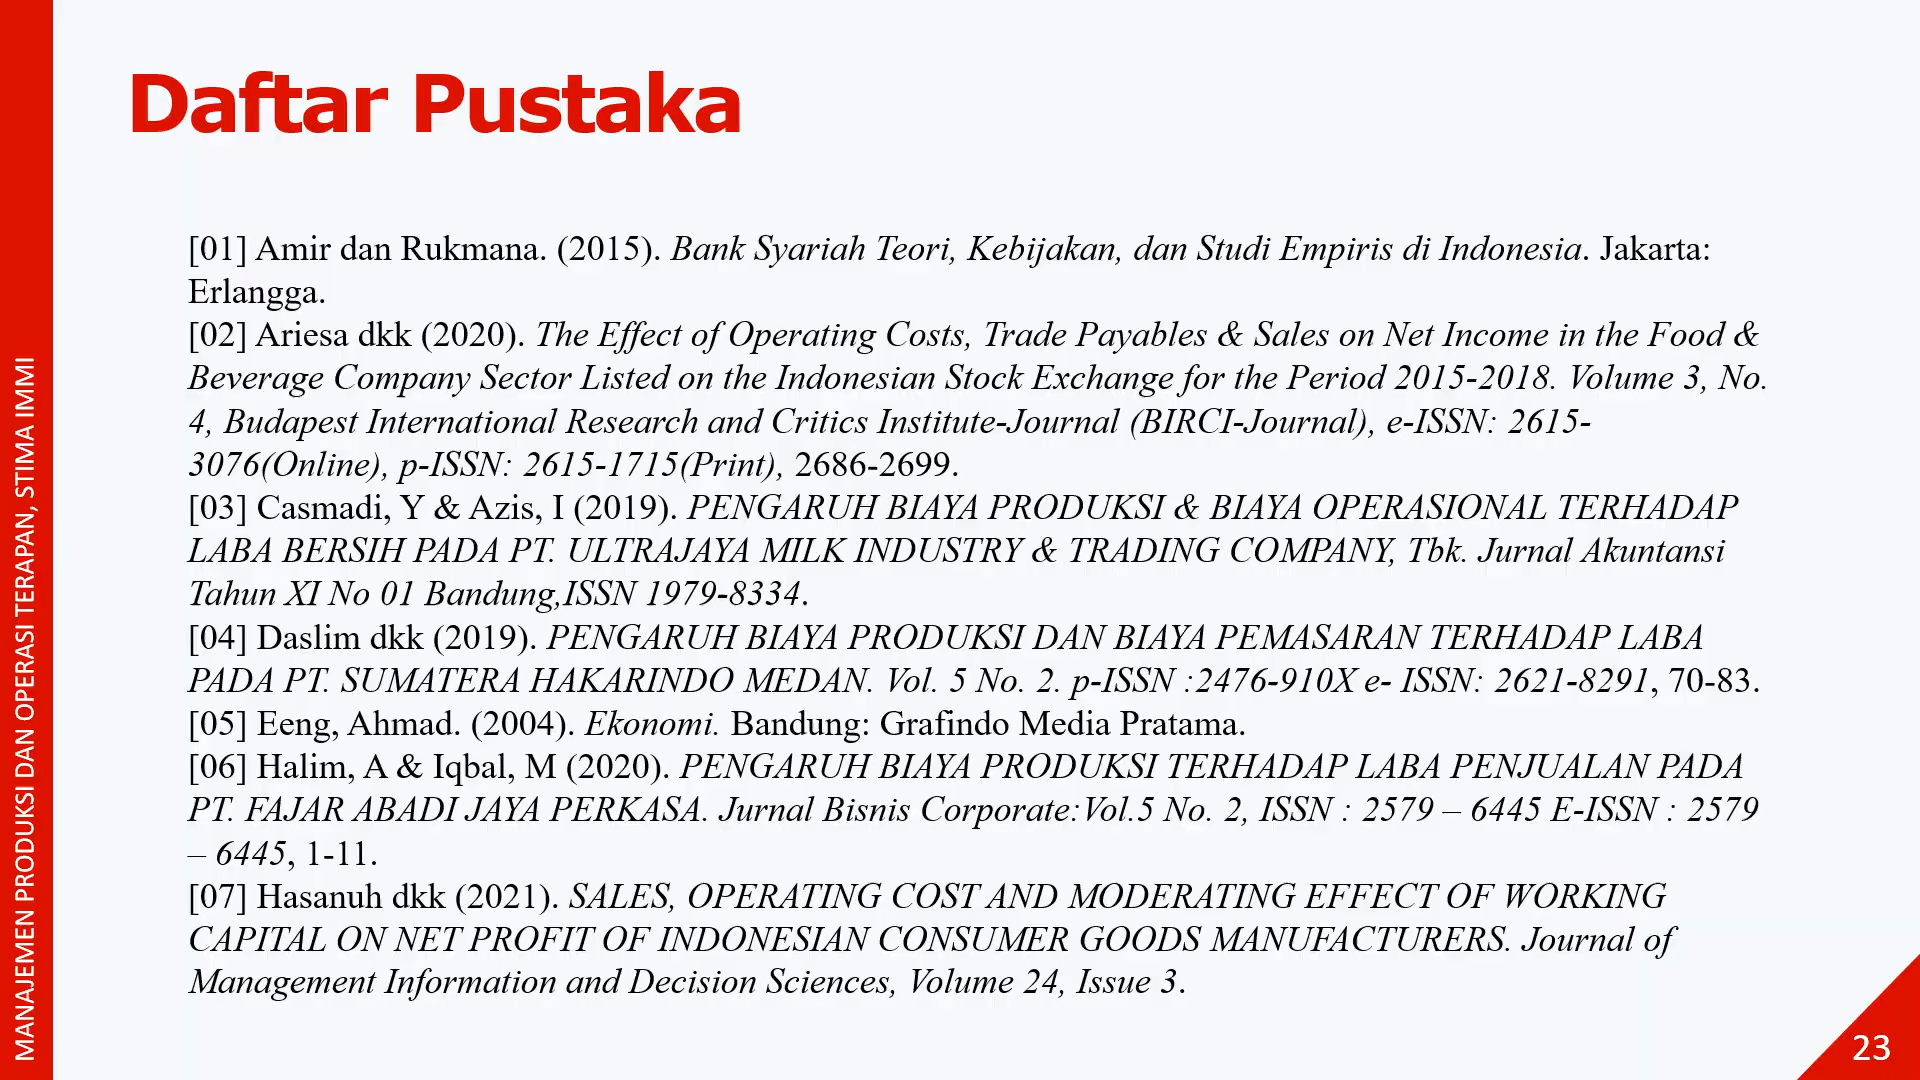 Daftar Pustaka
[01] Amir dan Rukmana. (2015). Bank Syariah Teori, Kebijakan, dan Studi Empiris di Indonesia. Jakarta:
Erlangga.
[02] Ariesa dkk (2020). The Effect of Operating Costs, Trade Payables & Sales on Net Income in the Food &
Beverage Company Sector Listed on the Indonesian Stock Exchange for the Period 2015-2018. Volume 3, No.
4, Budapest International Research and Critics Institute-Journal (BIRCI-Journal), e-ISSN: 2615-
3076(Online), p-ISSN: 2615-1715(Print), 2686-2699.
[03] Casmadi, Y & Azis, I (2019). PENGARUH BIAYA PRODUKSI & BIAYA OPERASIONAL TERHADAP
LABA BERSIH PADA PT. ULTRAJAYA MILK INDUSTRY & TRADING COMPANY, Tbk. Jurnal Akuntansi
Tahun XI No 01 Bandung,ISSN 1979-8334.
[04] Daslim dkk (2019). PENGARUH BIAYA PRODUKSI DAN BIAYA PEMASARAN TERHADAP LABA
PADA PT. SUMATERA HAKARINDO MEDAN. Vol. 5 No. 2. p-ISSN :2476-910X e- ISSN: 2621-8291, 70-83.
[05] Eeng, Ahmad. (2004). Ekonomi. Bandung: Grafindo Media Pratama.
[06] Halim, A & Iqbal, M (2020). PENGARUH BIAYA PRODUKSI TERHADAP LABA PENJUALAN PADA
PT. FAJAR ABADI JAYA PERKASA. Jurnal Bisnis Corporate:Vol.5 No. 2, ISSN : 2579 – 6445 E-ISSN : 2579
– 6445, 1-11.
[07] Hasanuh dkk (2021). SALES, OPERATING COST AND MODERATING EFFECT OF WORKING
CAPITAL ON NET PROFIT OF INDONESIAN CONSUMER GOODS MANUFACTURERS. Journal of
Management Information and Decision Sciences, Volume 24, Issue 3.
MANAJEMEN PRODUKSI DAN OPERASI TERAPAN, STIMA IMMI
23